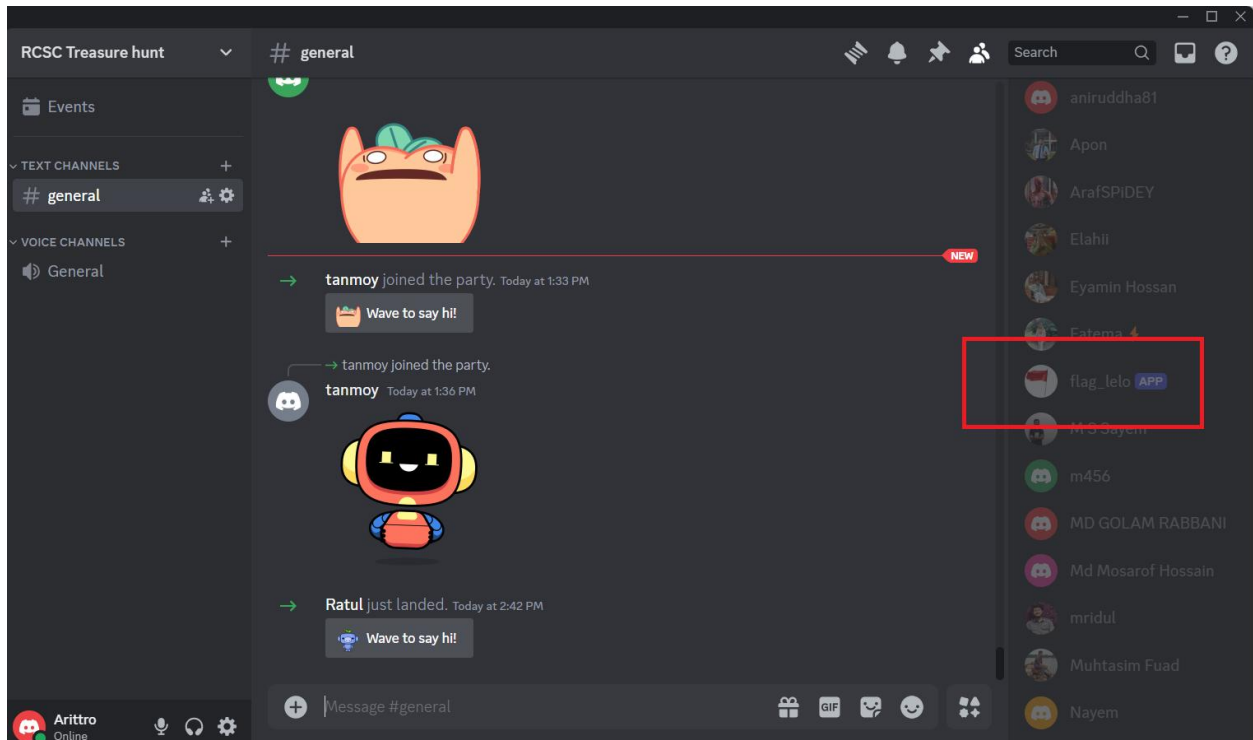 RCSC Treasure hunt
# general
Search
Events
TEXT CHANNELS
# general
VOICE CHANNELS
General
NEW
tanmoy joined the party. Today at 1:33 PM
Wave to say hi!
tanmoy joined the party.
tanmoy Today at 1:36 PM
Ratul just landed. Today at 2:42 PM
Wave to say hi!
Message #general
GIF
Arittro
Online
aniruddha81
Apon
ArafSPiDEY
Elahii
Eyamin Hossan
Fatema
flag_lelo APP
M S Sayem
m456
MD GOLAM RABBANI
Md Mosarof Hossain
mridul
Muhtasim Fuad
Nayem